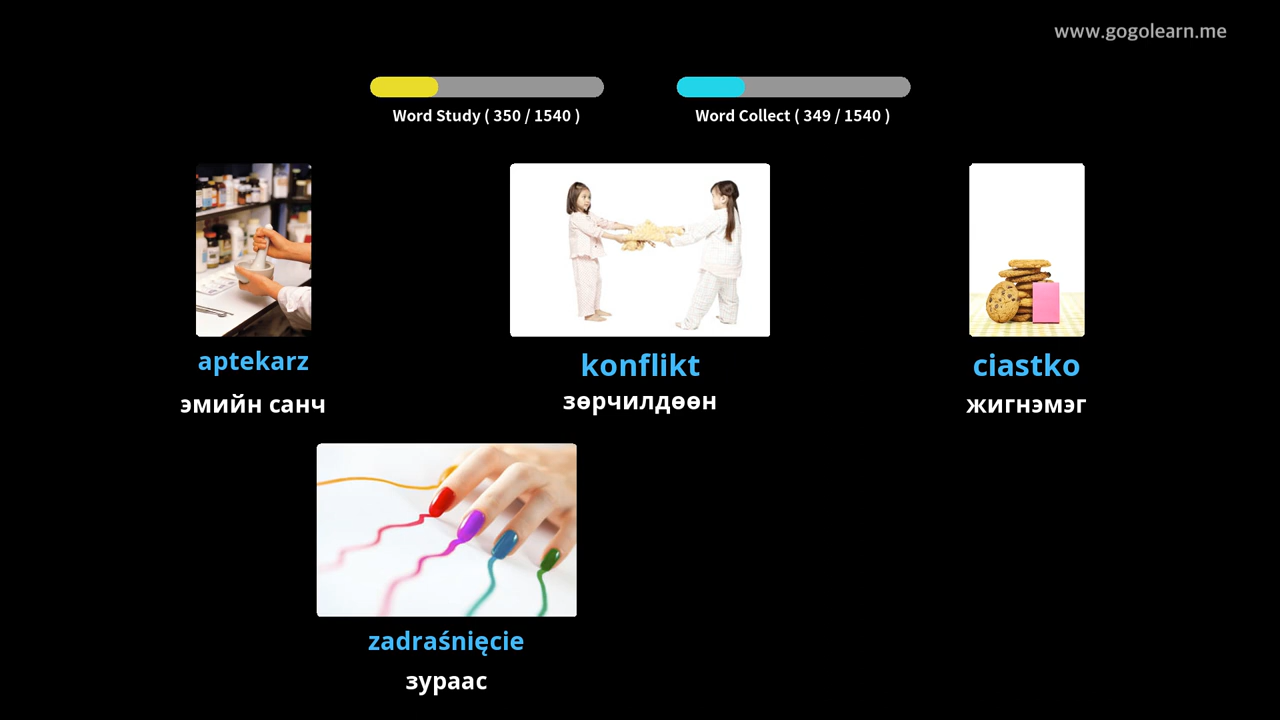 www.gogolearn.me
Word Study ( 350 / 1540 )
Word Collect ( 349 / 1540 )
aptekarz
konflikt
ciastko
эмийн санч
зөрчилдөөн
жигнэмэг
zadraśnięcie
зураас